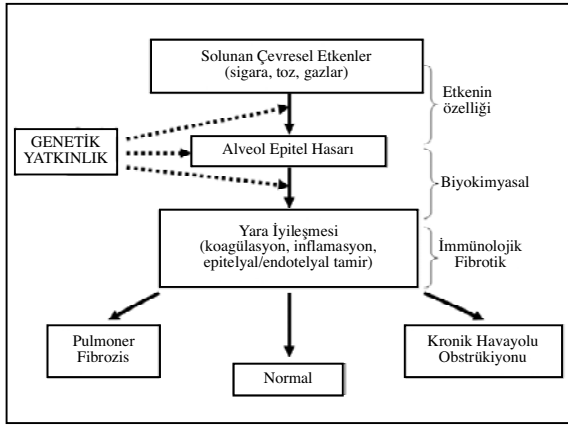 Solunan Çevresel Etkenler
(sigara, toz, gazlar)
Etkenin
özelliği
GENETİK
YATKINLIK
Alveol Epitel Hasarı
Biyokimyasal
Yara İyileşmesi
(koagülasyon, inflamasyon,
epitelyal/endotelyal tamir)
İmmünolojik
Fibrotik
Pulmoner
Fibrozis
Normal
Kronik Havayolu
Obstrükiyonu